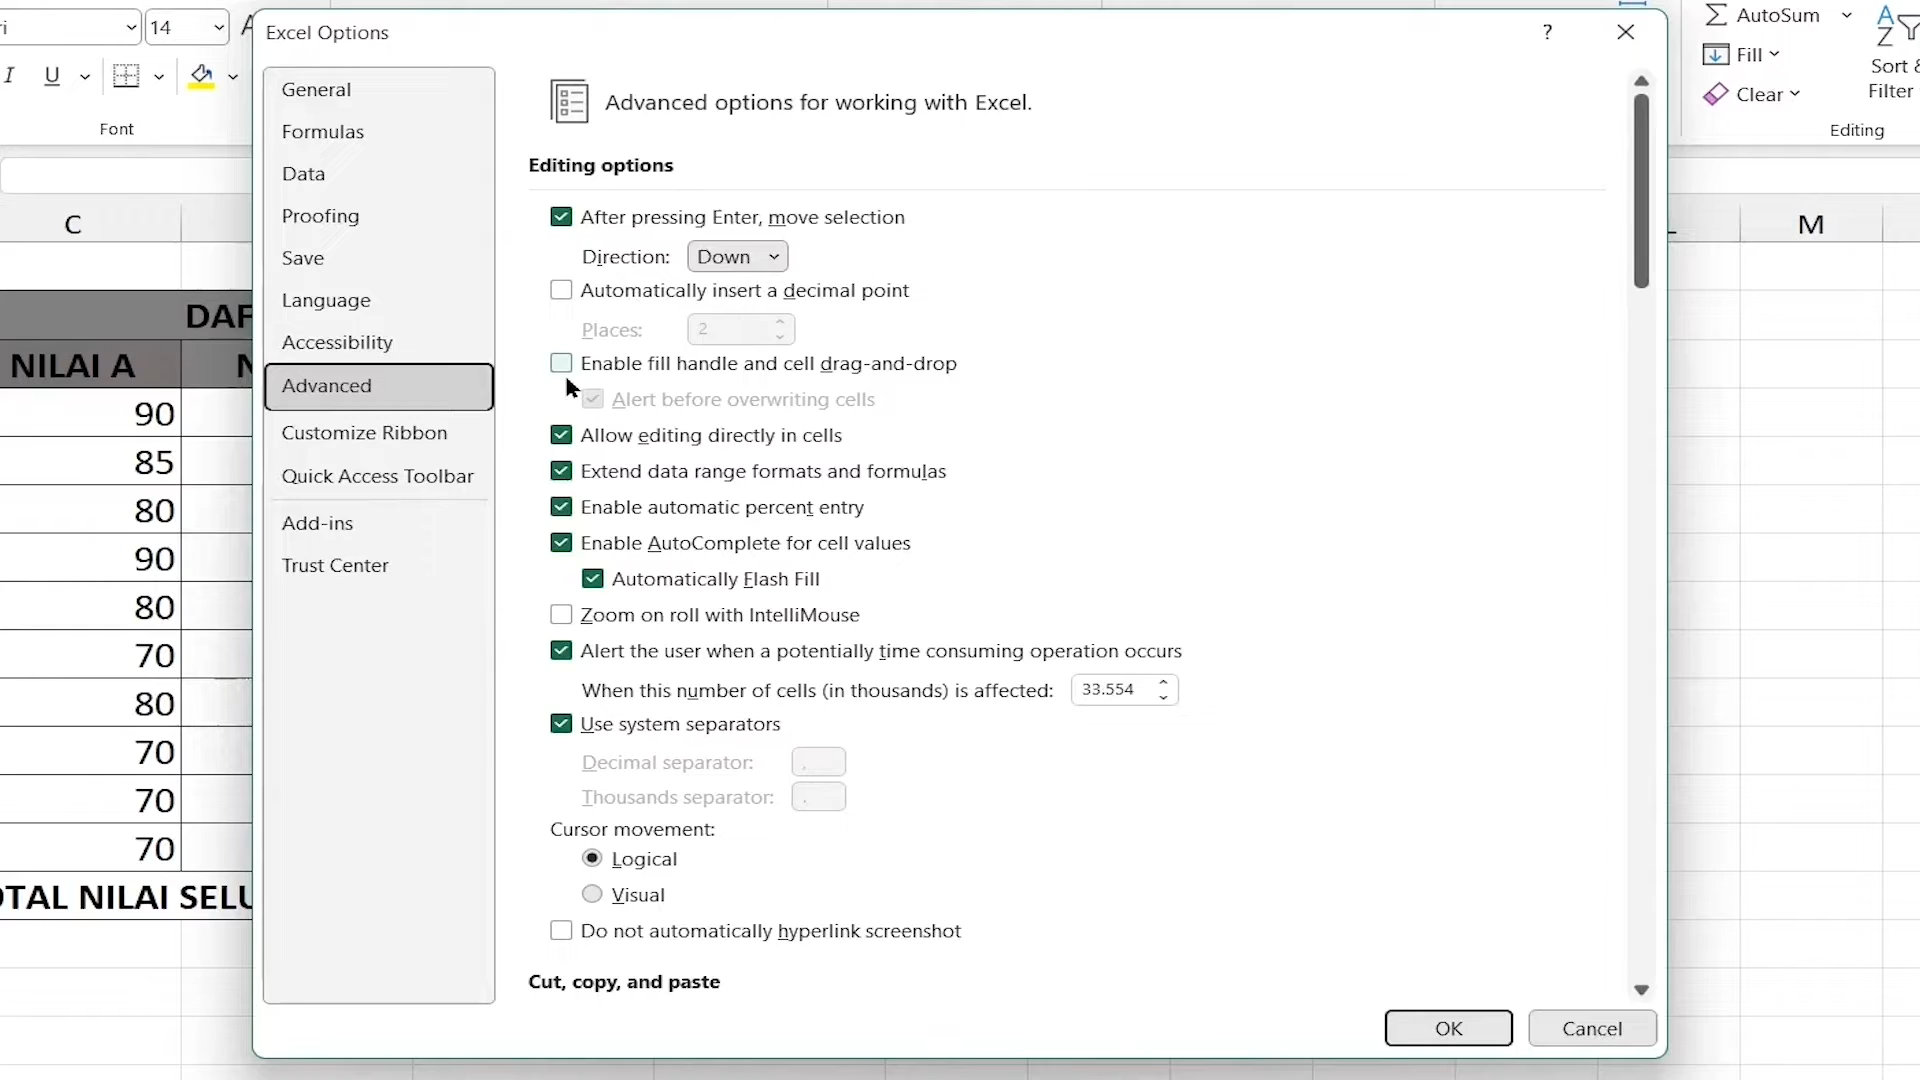 14
AutoSum
Fill
Clear
Sort &
Filter
Editing
I U
Font
C
M
DAF
NILAI A
N
90
85
80
90
80
70
80
70
70
70
OTAL NILAI SELU
Excel Options
?
General
Formulas
Data
Proofing
Save
Language
Accessibility
Advanced
Customize Ribbon
Quick Access Toolbar
Add-ins
Trust Center
Advanced options for working with Excel.
Editing options
After pressing Enter, move selection
Direction: Down
Automatically insert a decimal point
Places: 2
Enable fill handle and cell drag-and-drop
Alert before overwriting cells
Allow editing directly in cells
Extend data range formats and formulas
Enable automatic percent entry
Enable AutoComplete for cell values
Automatically Flash Fill
Zoom on roll with IntelliMouse
Alert the user when a potentially time consuming operation occurs
When this number of cells (in thousands) is affected: 33.554
Use system separators
Decimal separator: ,
Thousands separator: .
Cursor movement:
Logical
Visual
Do not automatically hyperlink screenshot
Cut, copy, and paste
OK
Cancel